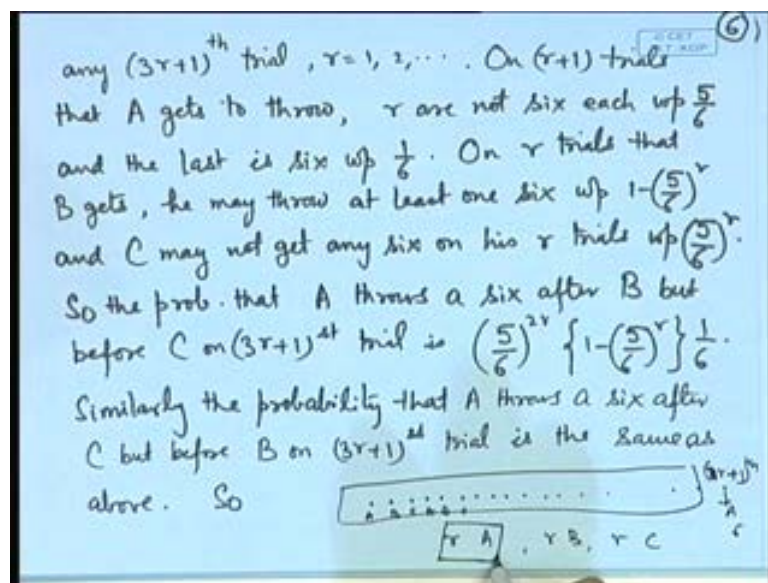 6
any (3r+1)th trial, r=1, 2, .... On (r+1) trials
that A gets to throw, r are not six each wp 5/6
and the last is six wp 1/6. On r trials that
B gets, he may throw at least one six wp 1-(5/6)^r
and C may not get any six on his r trials wp (5/6)^r.
So the prob. that A throws a six after B but
before C on (3r+1)st trial is (5/6)^2r {1-(5/6)^r} 1/6.
Similarly the probability that A throws a six after
C but before B on (3r+1)st trial is the same as
above. So
r A, r B, r C